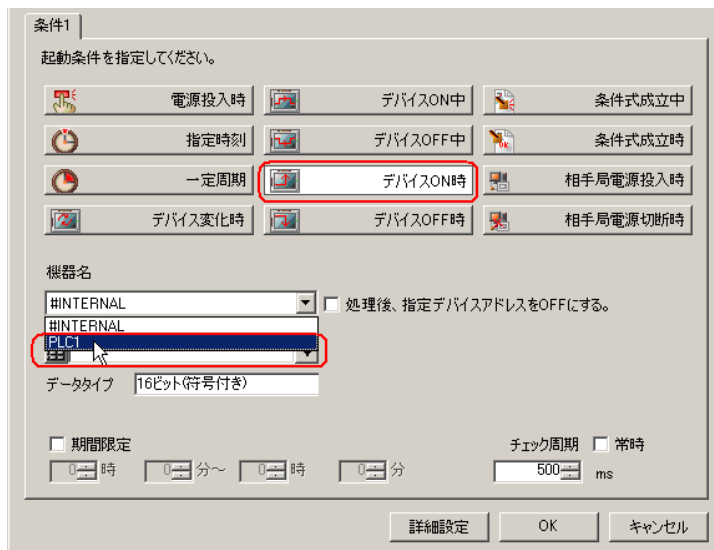 条件1
起動条件を指定してください。
電源投入時 デバイスON中 条件式成立中
指定時刻 デバイスOFF中 条件式成立時
一定周期 デバイスON時 相手局電源投入時
デバイス変化時 デバイスOFF時 相手局電源切断時
機器名
#INTERNAL 処理後、指定デバイスアドレスをOFFにする。
#INTERNAL
PLC1
データタイプ 16ビット(符号付き)
期間限定 チェック周期 常時
0 時 0 分～ 0 時 0 分 500 ms
詳細設定 OK キャンセル